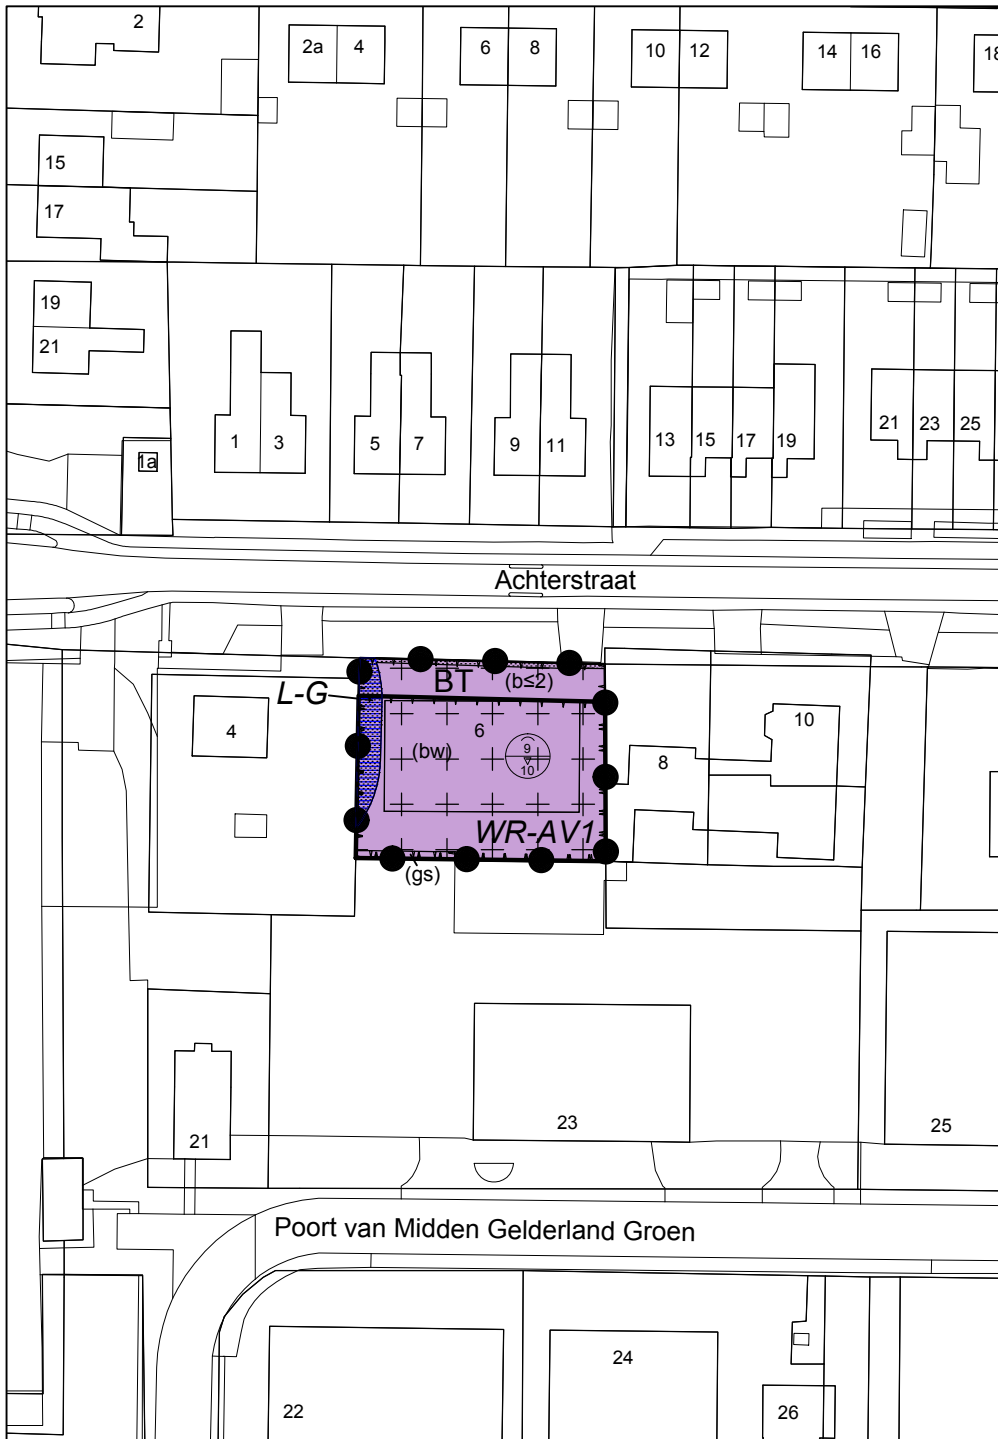 2
2a 4
6 8
10 12
14 16
18
15
17
19
21
1a
1 3
5 7
9 11
13 15 17 19
21 23 25
Achterstraat
BT
(b≤2)
L-G
4
6
(bw)
9
10
8
10
WR-AV1
(gs)
21
23
25
Poort van Midden Gelderland Groen
22
24
26